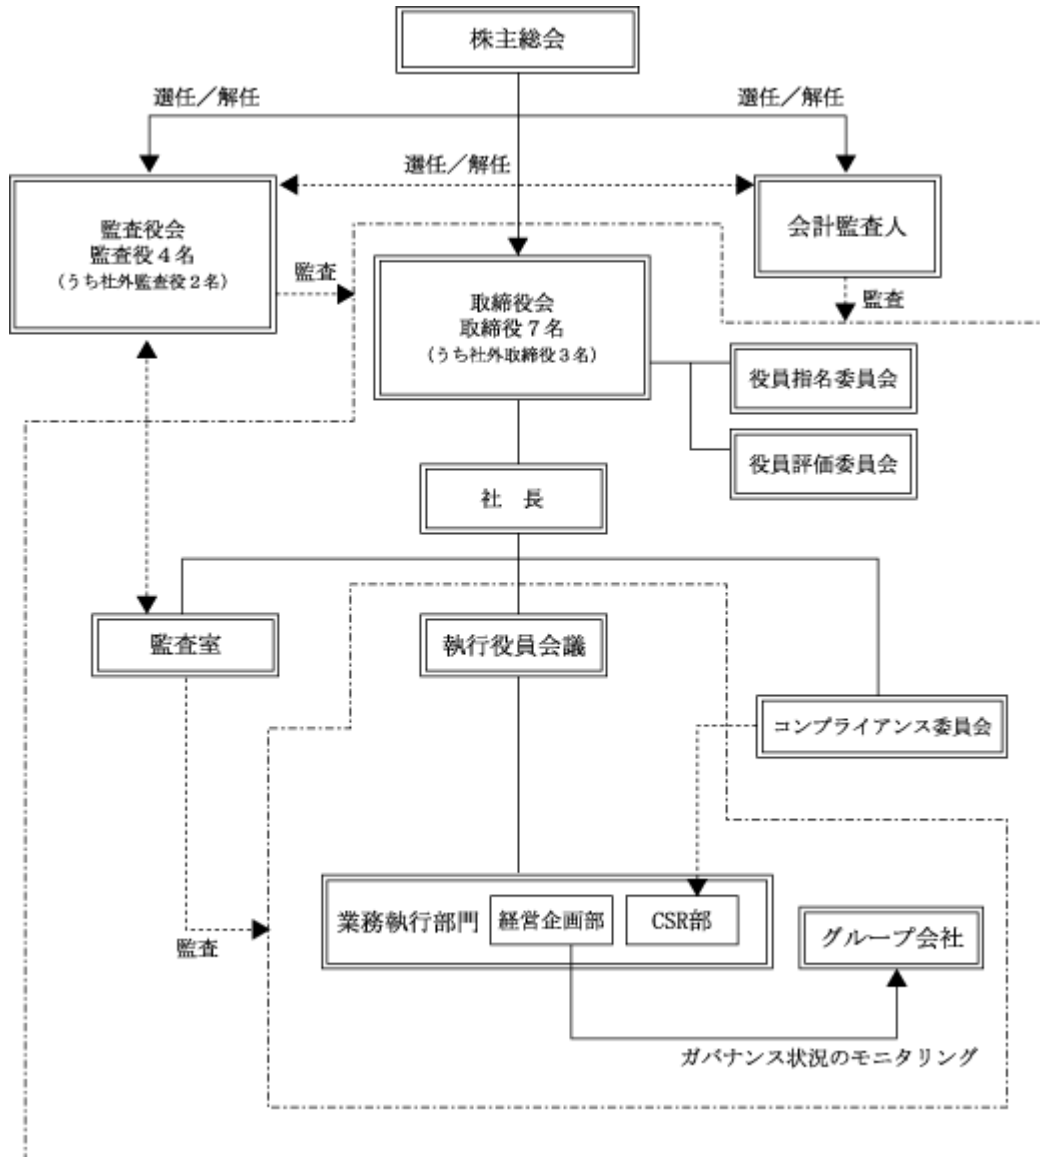 株主総会
選任／解任
選任／解任
選任／解任
監査役会
監査役４名
（うち社外監査役２名）
会計監査人
監査
監査
取締役会
取締役７名
（うち社外取締役３名）
役員指名委員会
役員評価委員会
社　長
監査室
執行役員会議
コンプライアンス委員会
業務執行部門
経営企画部
CSR部
グループ会社
監査
ガバナンス状況のモニタリング